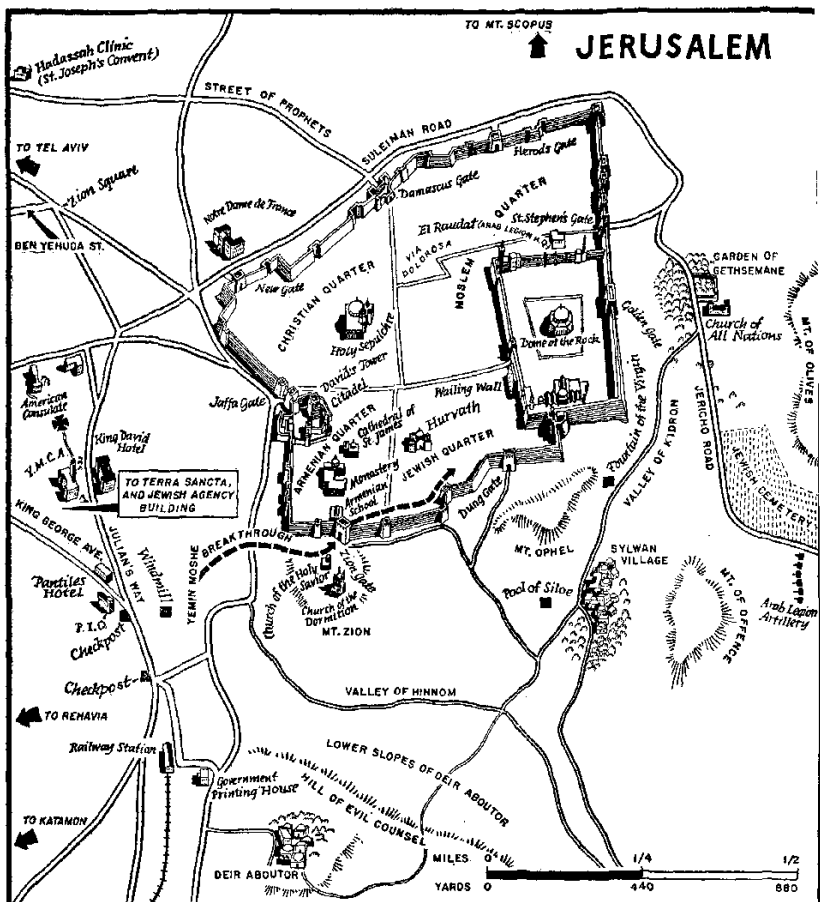 TO MT. SCOPUS
JERUSALEM
Hadassah Clinic
(St. Joseph's Convent)
STREET OF PROPHETS
SULEIMAN ROAD
TO TEL AVIV
Zion Square
BEN YEHUDA ST.
Notre Dame de France
Damascus Gate
Herod's Gate
MOSLEM QUARTER
El Raudat (ARAB LEGION H.Q.)
St. Stephen's Gate
VIA
DOLOROSA
New Gate
CHRISTIAN QUARTER
Holy Sepulchre
GARDEN OF
GETHSEMANE
Golden Gate
Church of
All Nations
MT. OF OLIVES
Dome of the Rock
American
Consulate
Jaffa Gate
David's Tower
Citadel
Wailing Wall
ARMENIAN QUARTER
Cathedral of
St. James
Hurvath
JEWISH QUARTER
Fountain of the Virgin
VALLEY OF KIDRON
JERICHO ROAD
JEWISH CEMETERY
Y.M.C.A.
King David
Hotel
TO TERRA SANCTA,
AND JEWISH AGENCY
BUILDING
Monastery
Armenian
School
Dung Gate
KING GEORGE AVE.
JULIAN'S WAY
Windmill
YEMIN MOSHE
BREAKTHROUGH
Zion Gate
Church of the Holy
Savior
Church of the
Dormition
MT. ZION
MT. OPHEL
SYLWAN
VILLAGE
Pool of Siloe
MT. OF OFFENCE
Arab Legion
Artillery
Pantiles
Hotel
P.I.O.
Checkpost
Checkpost
VALLEY OF HINNOM
TO REHAVIA
Railway Station
Government
Printing House
LOWER SLOPES OF DEIR ABOUTOR
HILL OF EVIL COUNSEL
TO KATAMON
DEIR ABOUTOR
MILES 0 1/4 1/2
YARDS 0 440 880